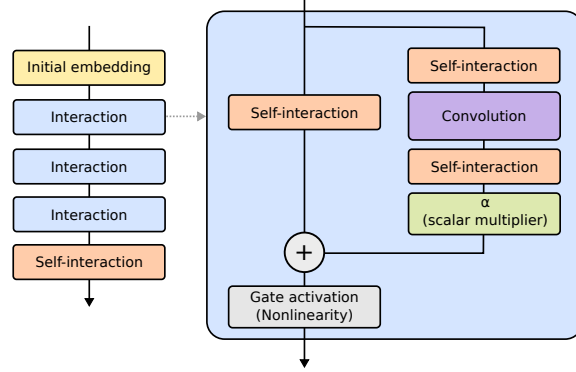 Initial embedding
Interaction
Interaction
Interaction
Self-interaction
Self-interaction
Self-interaction
Convolution
Self-interaction
α
(scalar multiplier)
+
Gate activation
(Nonlinearity)